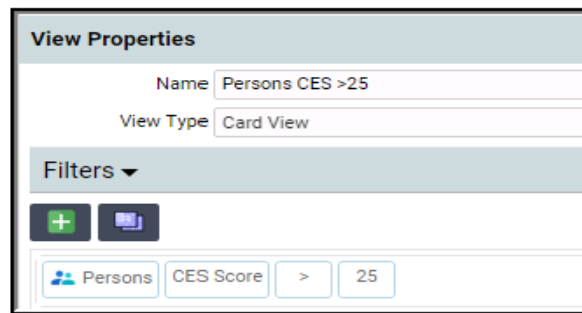 View Properties
Name Persons CES >25
View Type Card View
Filters
Persons CES Score > 25